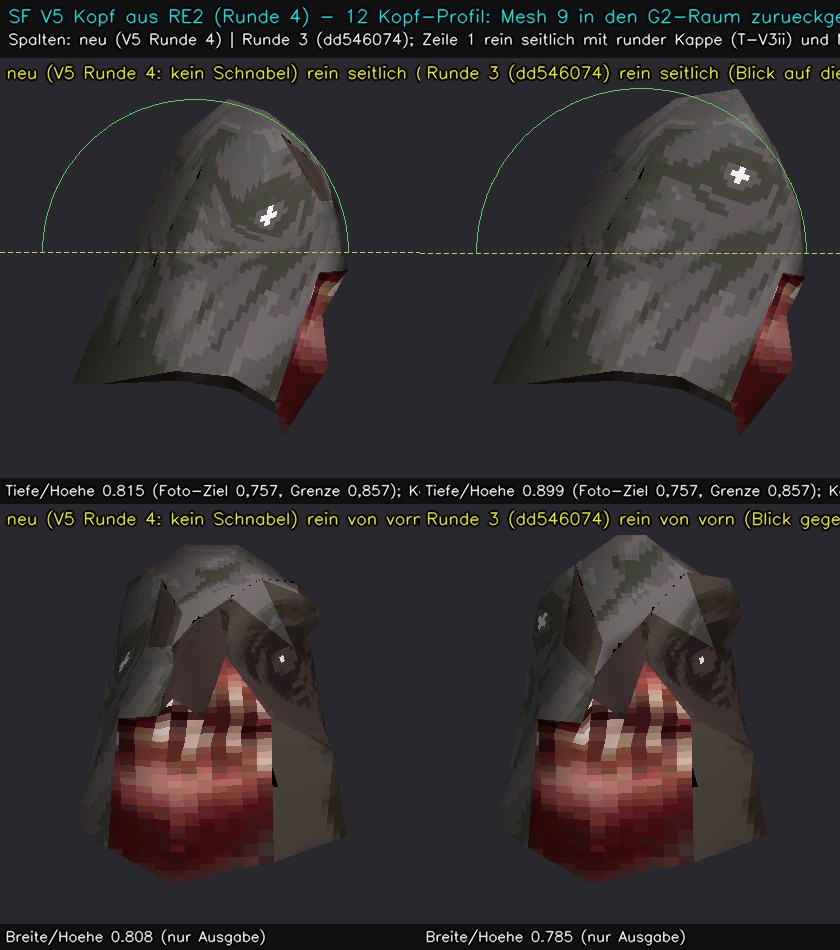 SF V5 Kopf aus RE2 (Runde 4) - 12 Kopf-Profil: Mesh 9 in den G2-Raum zurueckge
Spalten: neu (V5 Runde 4) | Runde 3 (dd546074); Zeile 1 rein seitlich mit runder Kappe (T-V3ii) und
neu (V5 Runde 4: kein Schnabel) rein seitlich (
Runde 3 (dd546074) rein seitlich (Blick auf die
Tiefe/Hoehe 0.815 (Foto-Ziel 0.757, Grenze 0.857); K
Tiefe/Hoehe 0.899 (Foto-Ziel 0.757, Grenze 0.857); K
neu (V5 Runde 4: kein Schnabel) rein von vorn
Runde 3 (dd546074) rein von vorn (Blick gege
Breite/Hoehe 0.808 (nur Ausgabe)
Breite/Hoehe 0.785 (nur Ausgabe)